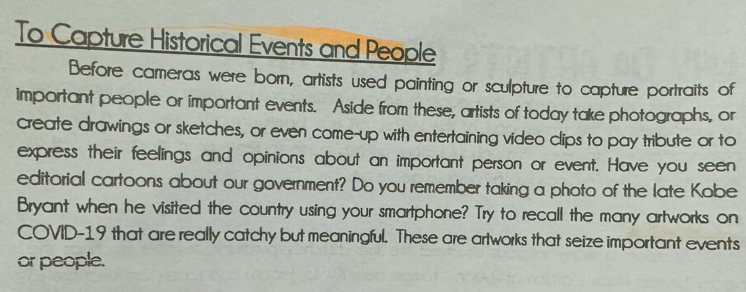 To Capture Historical Events and People
Before cameras were born, artists used painting or sculpture to capture portraits of
important people or important events. Aside from these, artists of today take photographs, or
create drawings or sketches, or even come-up with entertaining video clips to pay tribute or to
express their feelings and opinions about an important person or event. Have you seen
editorial cartoons about our government? Do you remember taking a photo of the late Kobe
Bryant when he visited the country using your smartphone? Try to recall the many artworks on
COVID-19 that are really catchy but meaningful. These are artworks that seize important events
or people.